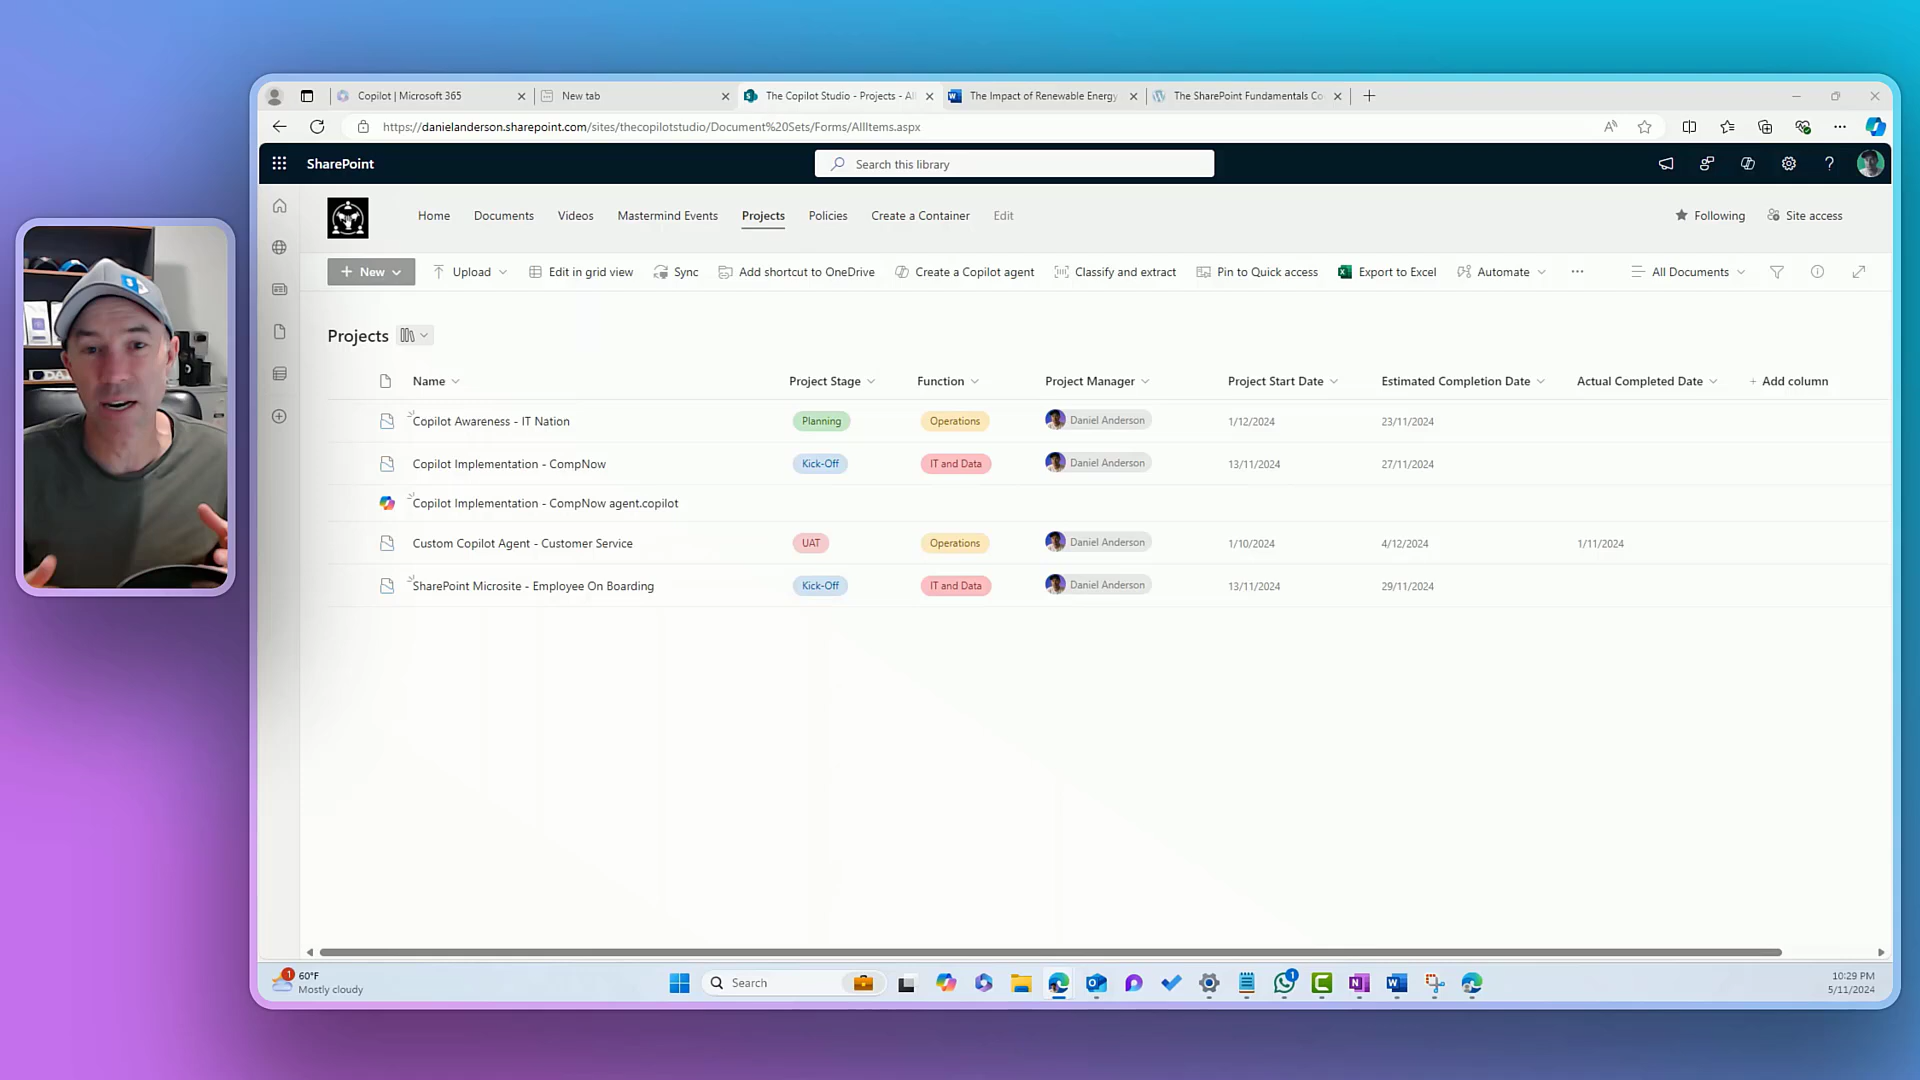 Copilot | Microsoft 365
New tab
The Copilot Studio - Projects - All
The Impact of Renewable Energy
The SharePoint Fundamentals Co
https://danielanderson.sharepoint.com/sites/thecopilotstudio/Document%20Sets/Forms/AllItems.aspx
SharePoint
Search this library
Home Documents Videos Mastermind Events Projects Policies Create a Container Edit
Following Site access
New Upload Edit in grid view Sync Add shortcut to OneDrive Create a Copilot agent Classify and extract Pin to Quick access Export to Excel Automate All Documents
Projects
Name Project Stage Function Project Manager Project Start Date Estimated Completion Date Actual Completed Date Add column
Copilot Awareness - IT Nation Planning Operations Daniel Anderson 1/12/2024 23/11/2024
Copilot Implementation - CompNow Kick-Off IT and Data Daniel Anderson 13/11/2024 27/11/2024
Copilot Implementation - CompNow agent.copilot
Custom Copilot Agent - Customer Service UAT Operations Daniel Anderson 1/10/2024 4/12/2024 1/11/2024
SharePoint Microsite - Employee On Boarding Kick-Off IT and Data Daniel Anderson 13/11/2024 29/11/2024
1
60°F
Mostly cloudy
Search
1
10:29 PM
5/11/2024